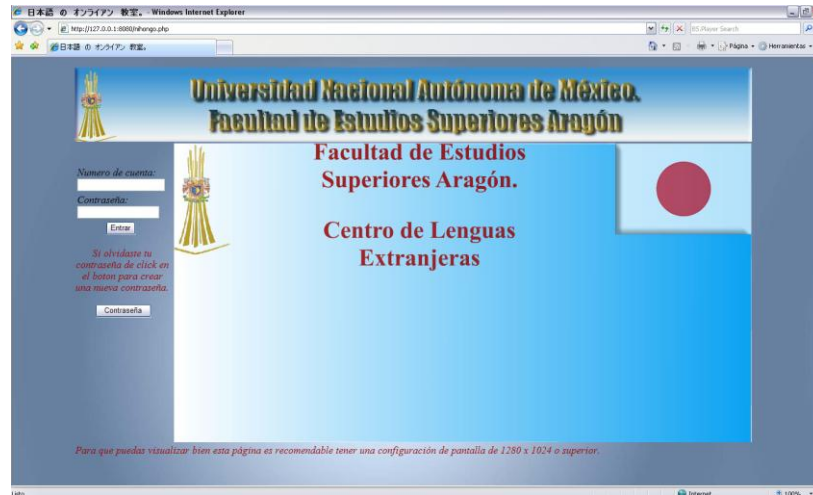 日本語 の オンライアン 教室。 - Windows Internet Explorer
http://127.0.0.1:8080/nihongo.php
RS Player Search
日本語 の オンライアン 教室。
Página
Herramientas
Universidad Nacional Autónoma de México.
Facultad de Estudios Superiores Aragón
Numero de cuenta:
Contraseña:
Entrar
Si olvidaste tu
contraseña de click en
el boton para crear
una nueva contraseña.
Contraseña
Facultad de Estudios
Superiores Aragón.
Centro de Lenguas
Extranjeras
Para que puedas visualizar bien esta página es recomendable tener una configuración de pantalla de 1280 x 1024 o superior.
Listo
Internet
100%